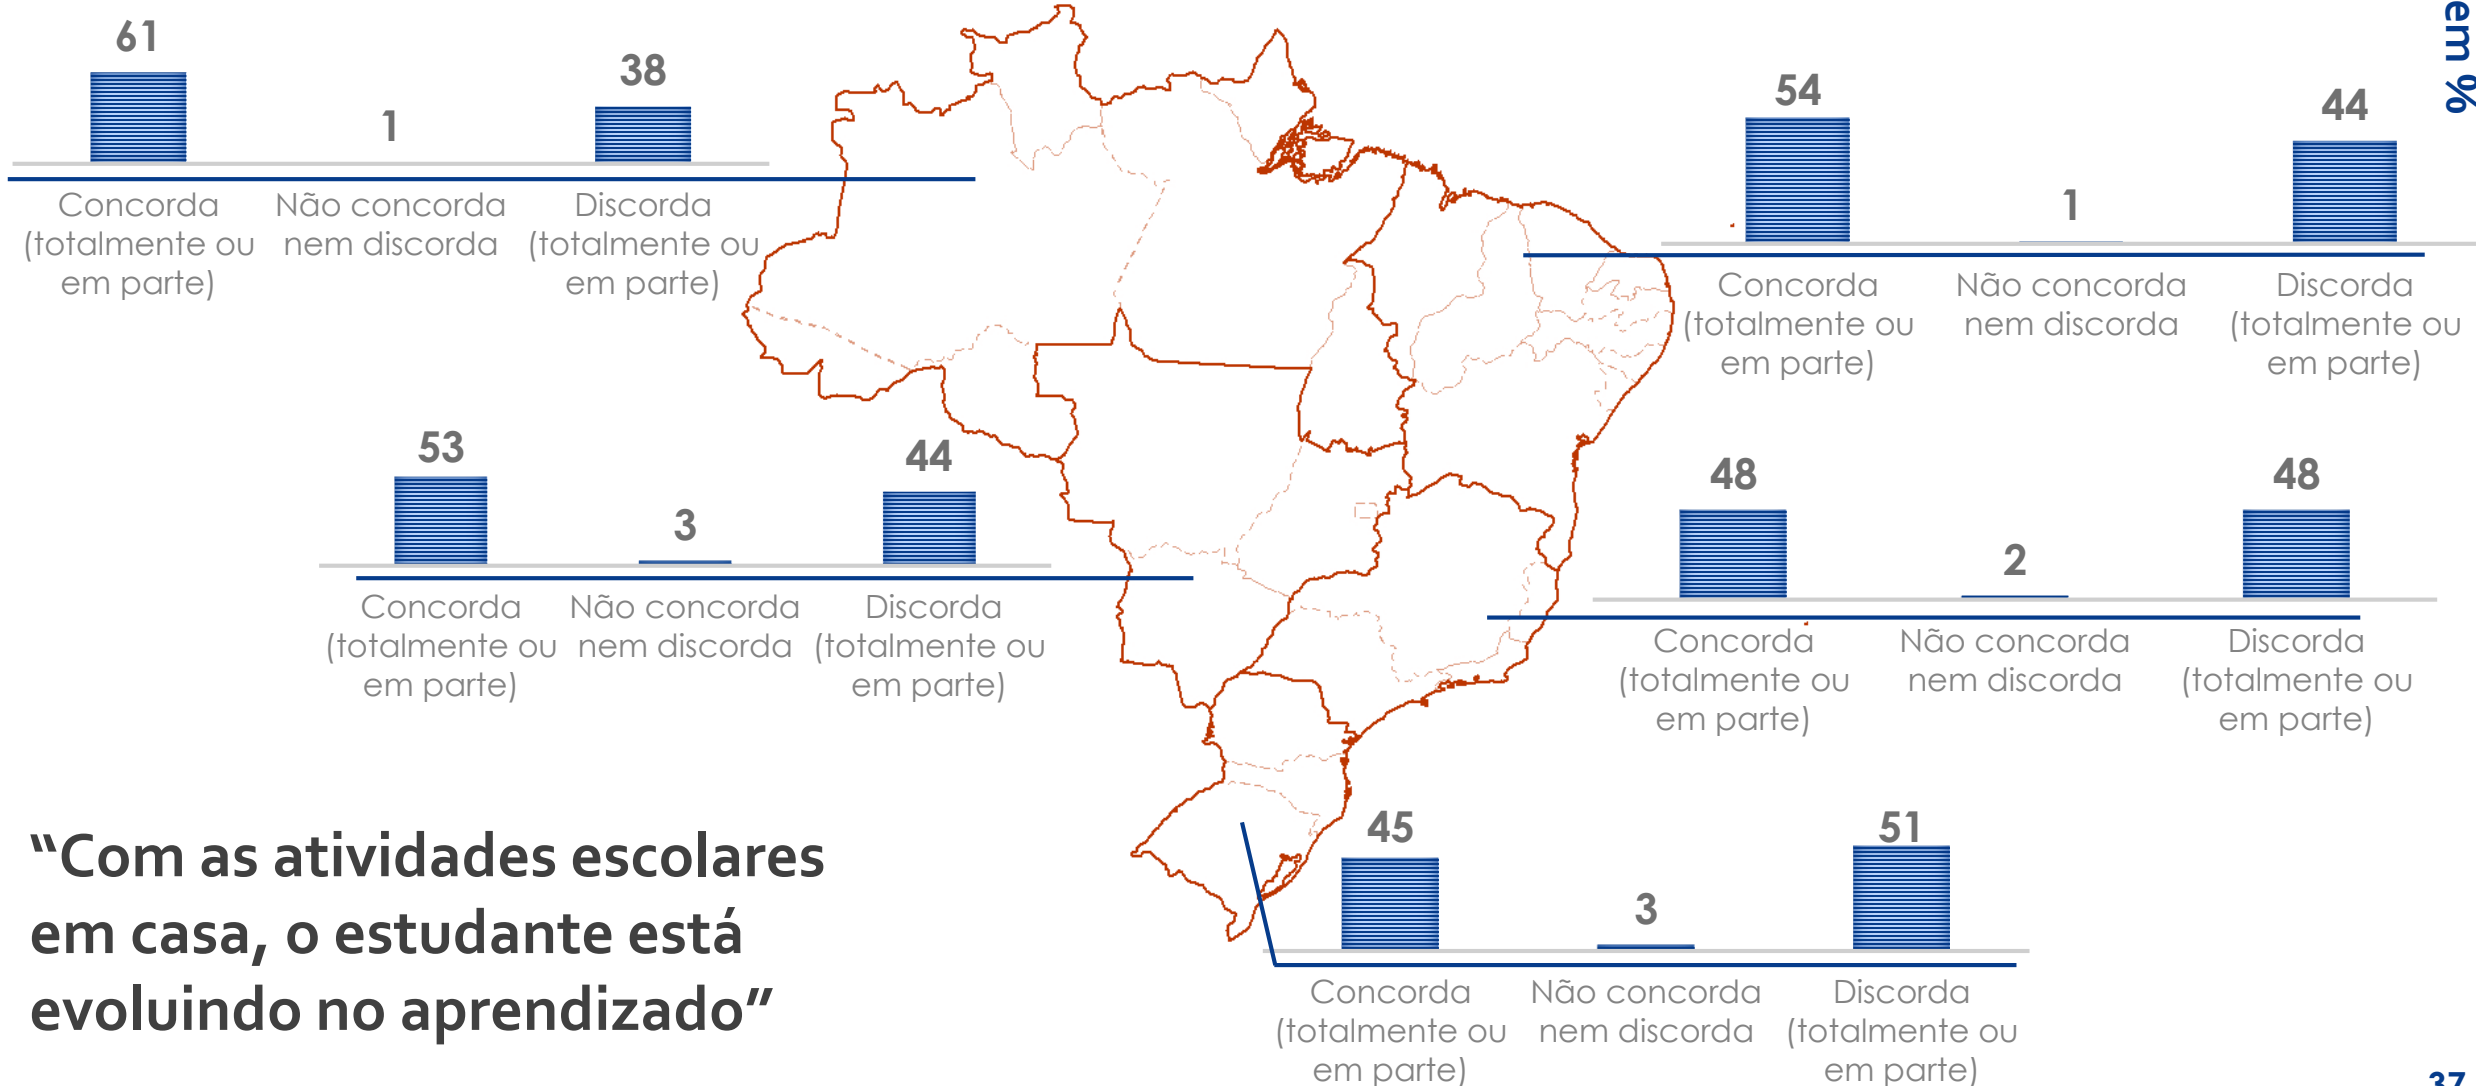 em %
61
1
38
Concorda
(totalmente ou
em parte)
Não concorda
nem discorda
Discorda
(totalmente ou
em parte)
54
1
44
Concorda
(totalmente ou
em parte)
Não concorda
nem discorda
Discorda
(totalmente ou
em parte)
53
3
44
Concorda
(totalmente ou
em parte)
Não concorda
nem discorda
Discorda
(totalmente ou
em parte)
48
2
48
Concorda
(totalmente ou
em parte)
Não concorda
nem discorda
Discorda
(totalmente ou
em parte)
45
3
51
Concorda
(totalmente ou
em parte)
Não concorda
nem discorda
Discorda
(totalmente ou
em parte)
“Com as atividades escolares
em casa, o estudante está
evoluindo no aprendizado”
37